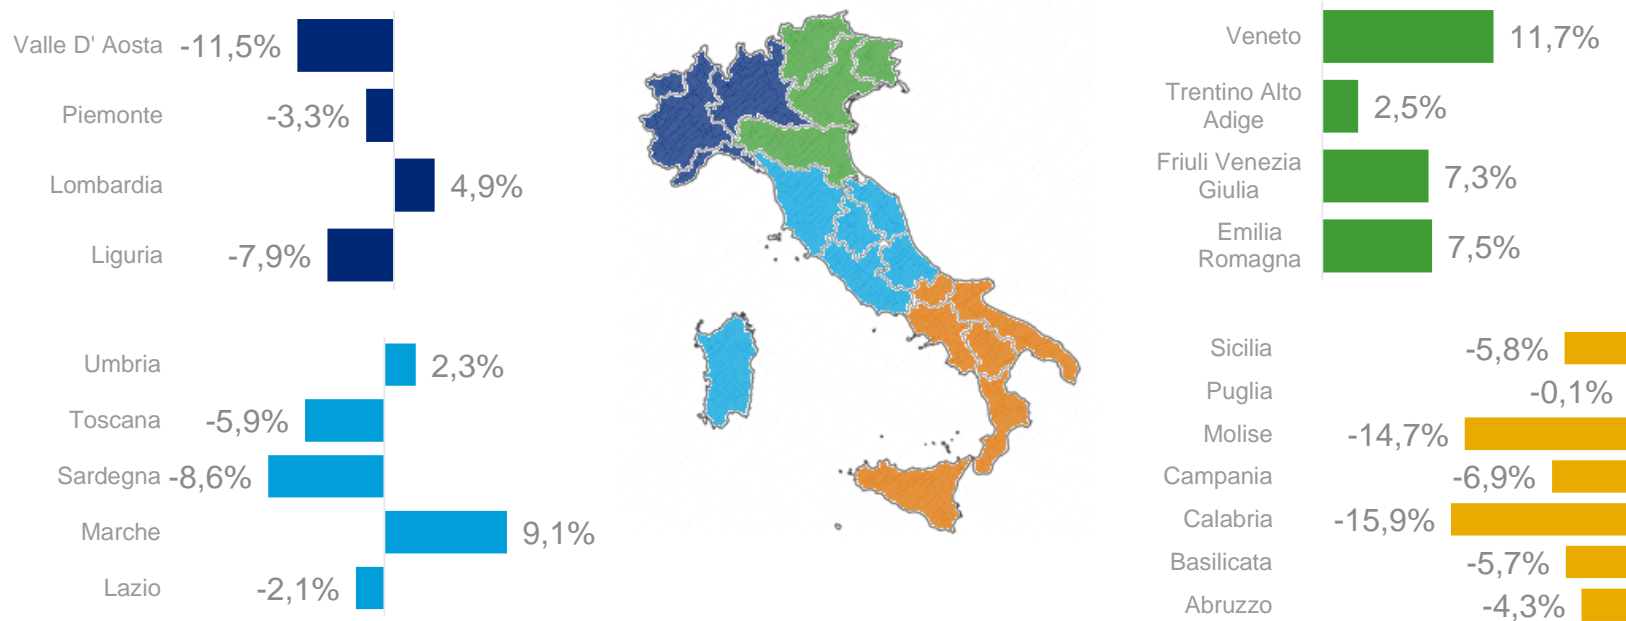 Valle D' Aosta -11,5%
Piemonte -3,3%
Lombardia 4,9%
Liguria -7,9%
Umbria 2,3%
Toscana -5,9%
Sardegna -8,6%
Marche 9,1%
Lazio -2,1%
Veneto 11,7%
Trentino Alto
Adige 2,5%
Friuli Venezia
Giulia 7,3%
Emilia
Romagna 7,5%
Sicilia -5,8%
Puglia -0,1%
Molise -14,7%
Campania -6,9%
Calabria -15,9%
Basilicata -5,7%
Abruzzo -4,3%